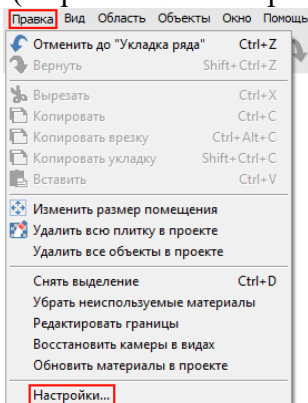 Правка Вид Область Объекты Окно Помощь
Отменить до "Укладка ряда" Ctrl+Z
Вернуть Shift+Ctrl+Z
Вырезать Ctrl+X
Копировать Ctrl+C
Копировать врезку Ctrl+Alt+C
Копировать укладку Shift+Ctrl+C
Вставить Ctrl+V
Изменить размер помещения
Удалить всю плитку в проекте
Удалить все объекты в проекте
Снять выделение Ctrl+D
Убрать неиспользуемые материалы
Редактировать границы
Восстановить камеры в видах
Обновить материалы в проекте
Настройки...